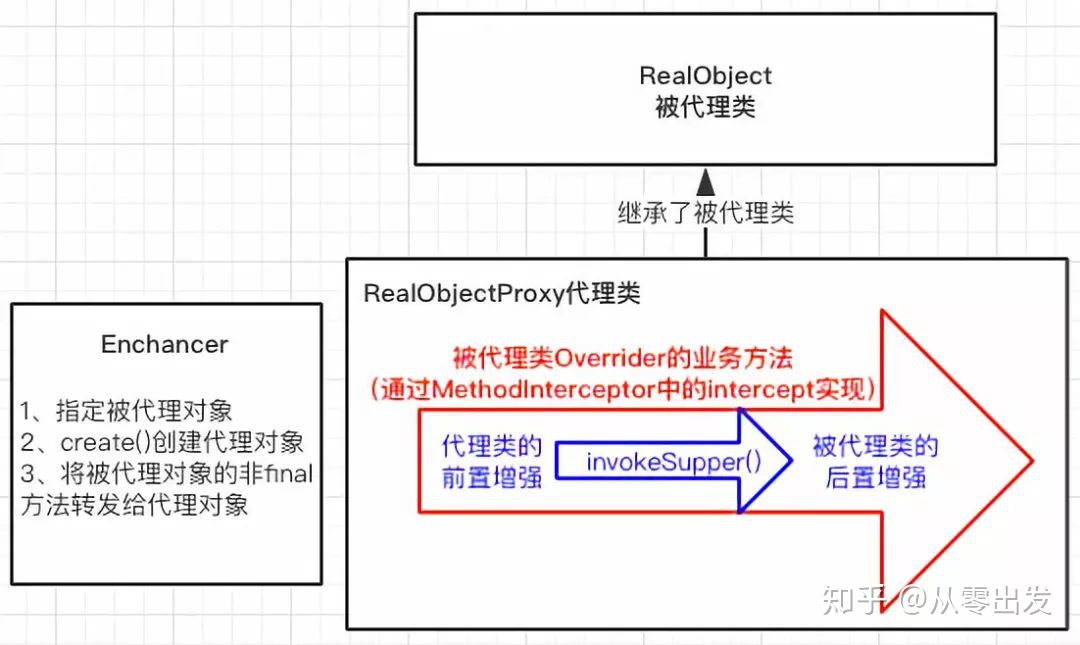 RealObject
被代理类
继承了被代理类
RealObjectProxy代理类
被代理类Overrider的业务方法
（通过MethodInterceptor中的intercept实现）
代理类的
前置增强
invokeSupper()
被代理类的
后置增强
Enchancer
1、指定被代理对象
2、create()创建代理对象
3、将被代理对象的非final
方法转发给代理对象
知乎 @从零出发